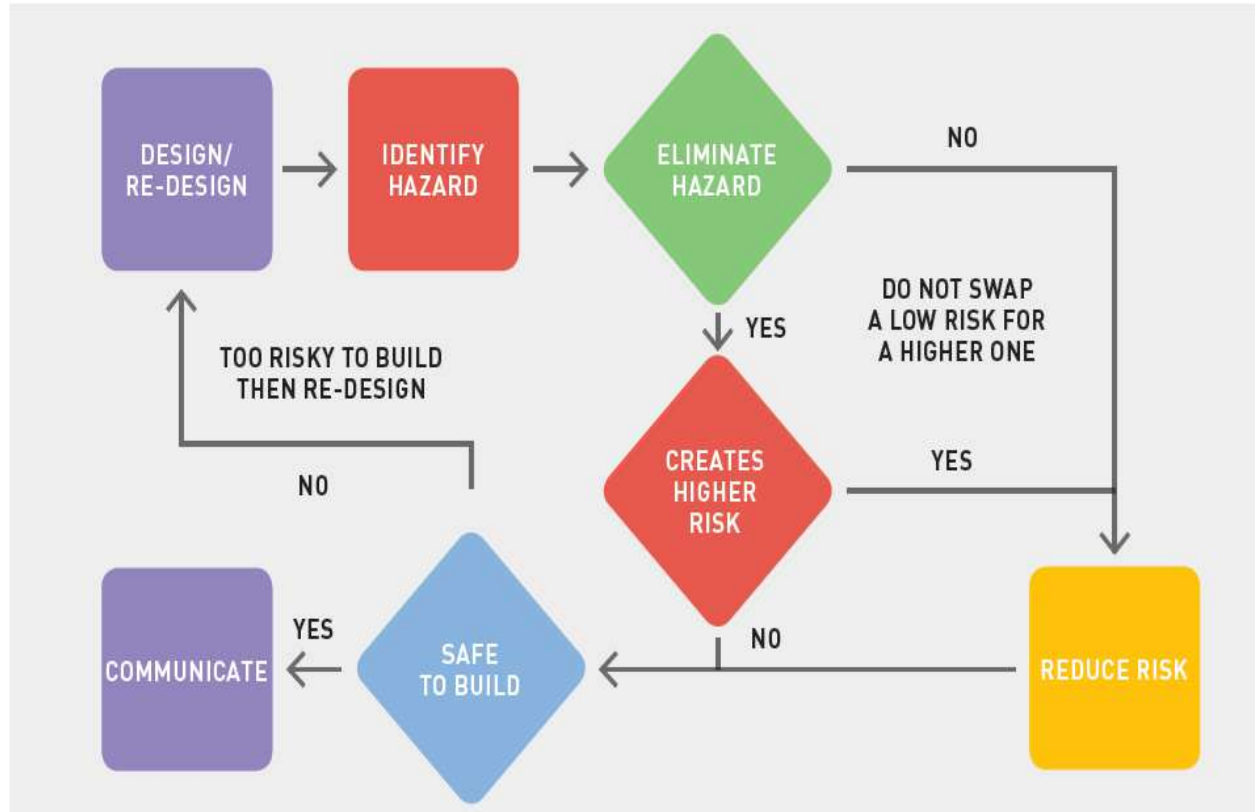 DESIGN/
RE-DESIGN
IDENTIFY
HAZARD
ELIMINATE
HAZARD
NO
DO NOT SWAP
A LOW RISK FOR
A HIGHER ONE
YES
TOO RISKY TO BUILD
THEN RE-DESIGN
CREATES
HIGHER
RISK
YES
NO
COMMUNICATE
YES
SAFE
TO BUILD
NO
REDUCE RISK